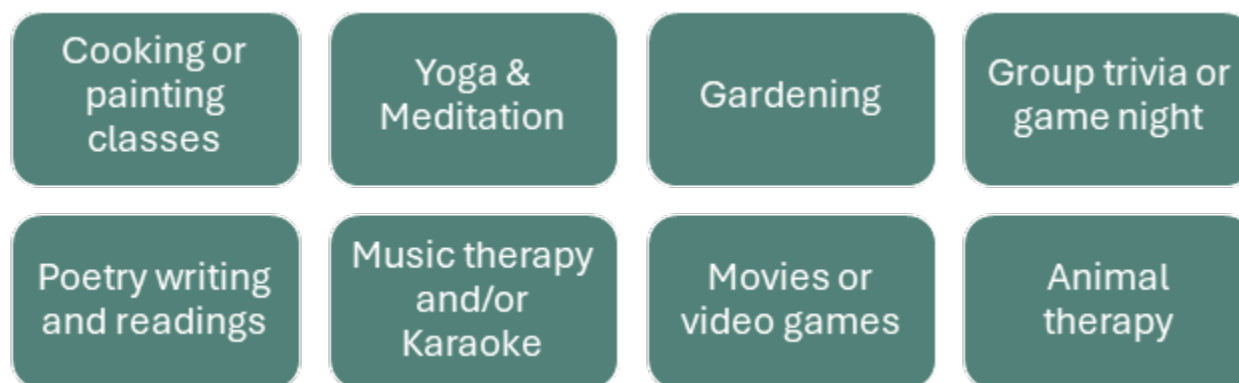 Cooking or
painting
classes
Yoga &
Meditation
Gardening
Group trivia or
game night
Poetry writing
and readings
Music therapy
and/or
Karaoke
Movies or
video games
Animal
therapy